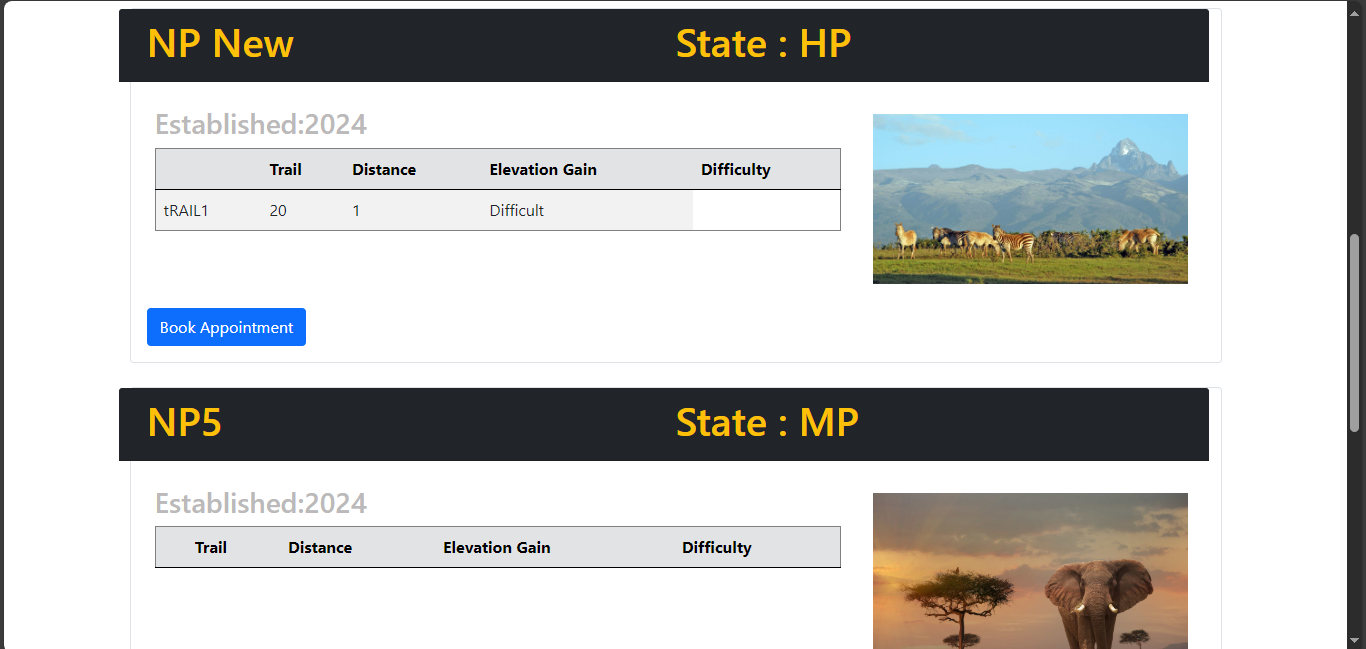 NP New State : HP
Established:2024
Trail Distance Elevation Gain Difficulty
tRAIL1 20 1 Difficult
Book Appointment
NP5 State : MP
Established:2024
Trail Distance Elevation Gain Difficulty